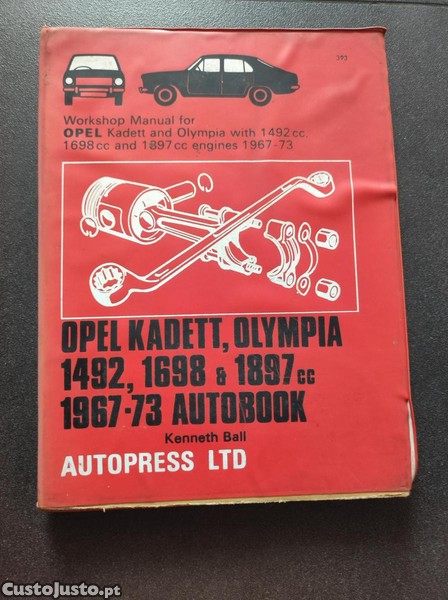 393
Workshop Manual for
OPEL Kadett and Olympia with 1492cc,
1698cc and 1897cc engines 1967-73
OPEL KADETT, OLYMPIA
1492, 1698 & 1897cc
1967-73 AUTOBOOK
Kenneth Ball
AUTOPRESS LTD
CustoJusto.pt